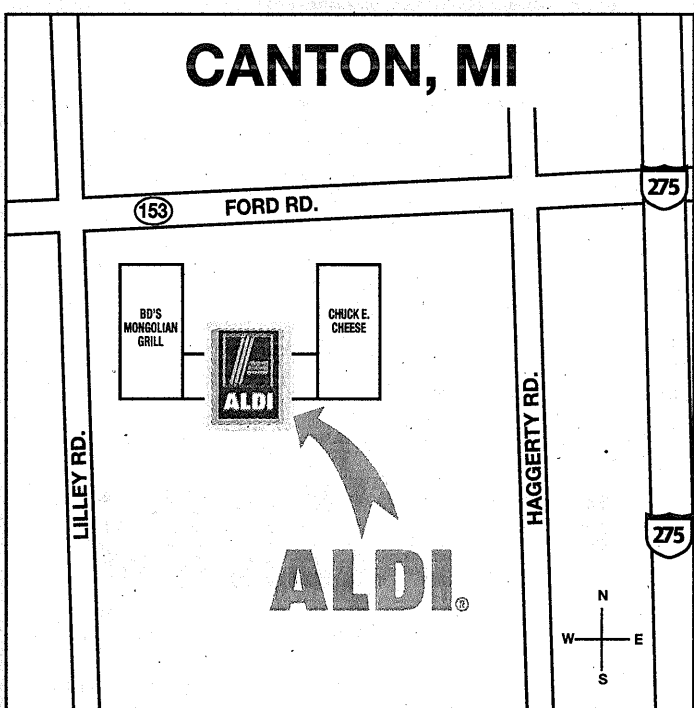 CANTON, MI
275
153
FORD RD.
BD'S
MONGOLIAN
GRILL
CHUCK E.
CHEESE
ALDI
LILLEY RD.
HAGGERTY RD.
275
ALDI®
N
W
E
S